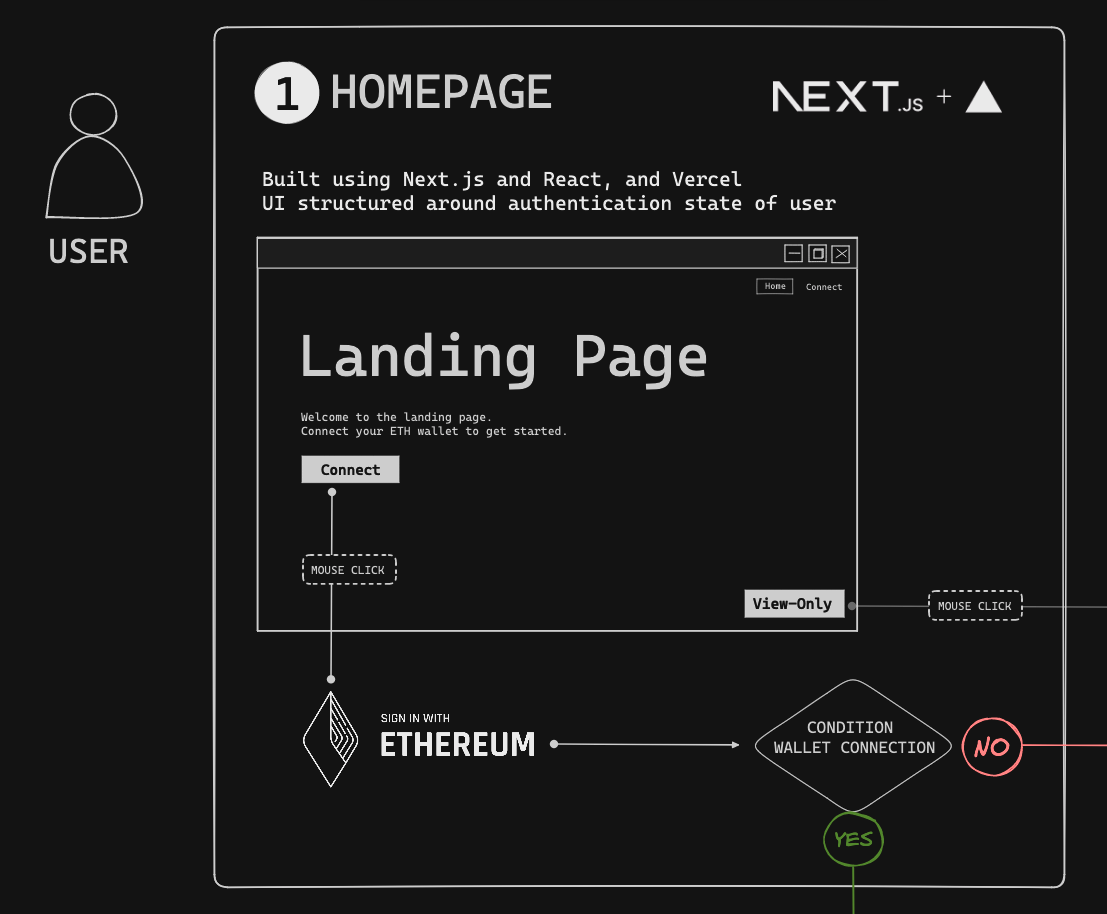 1 HOMEPAGE
NEXT.JS +
USER
Built using Next.js and React, and Vercel
UI structured around authentication state of user
Home Connect
Landing Page
Welcome to the landing page.
Connect your ETH wallet to get started.
Connect
MOUSE CLICK
View-Only
MOUSE CLICK
SIGN IN WITH
ETHEREUM
CONDITION
WALLET CONNECTION
NO
YES